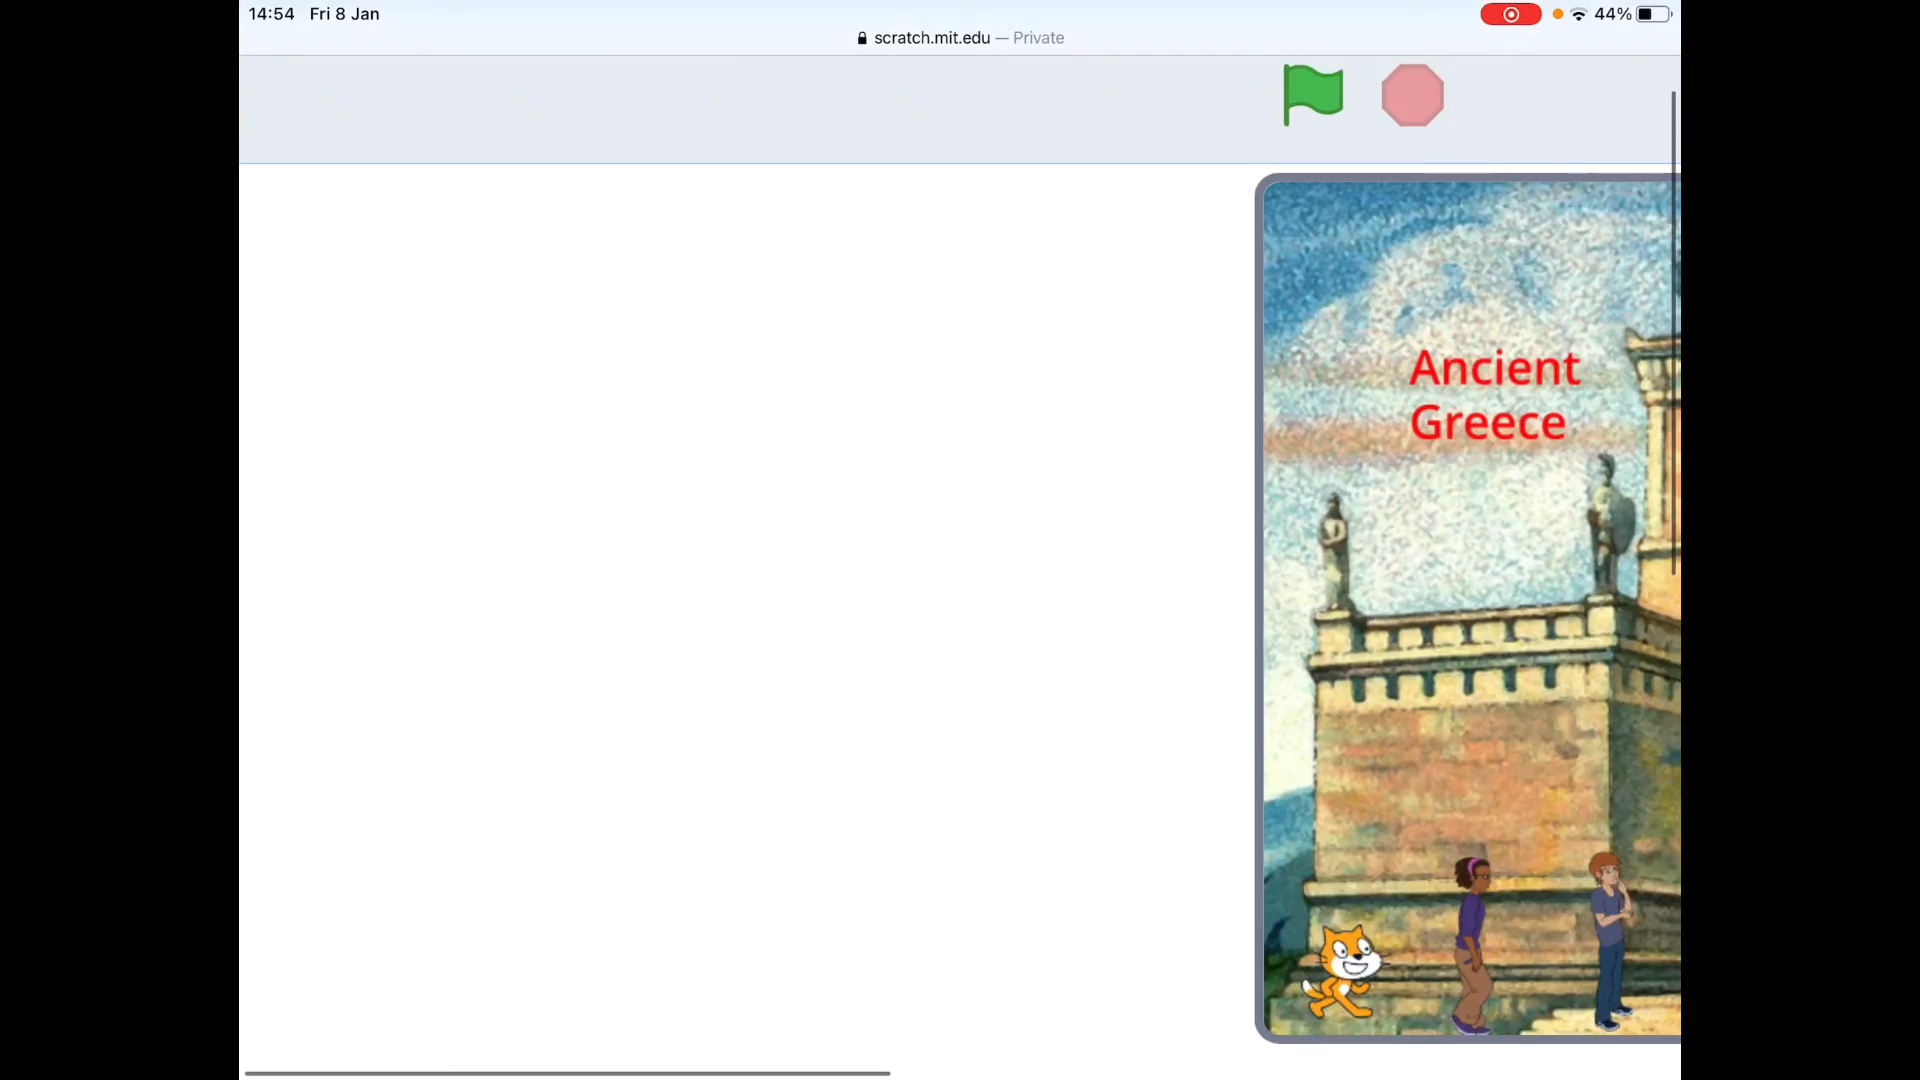 14:54 Fri 8 Jan
44%
scratch.mit.edu — Private
Ancient
Greece